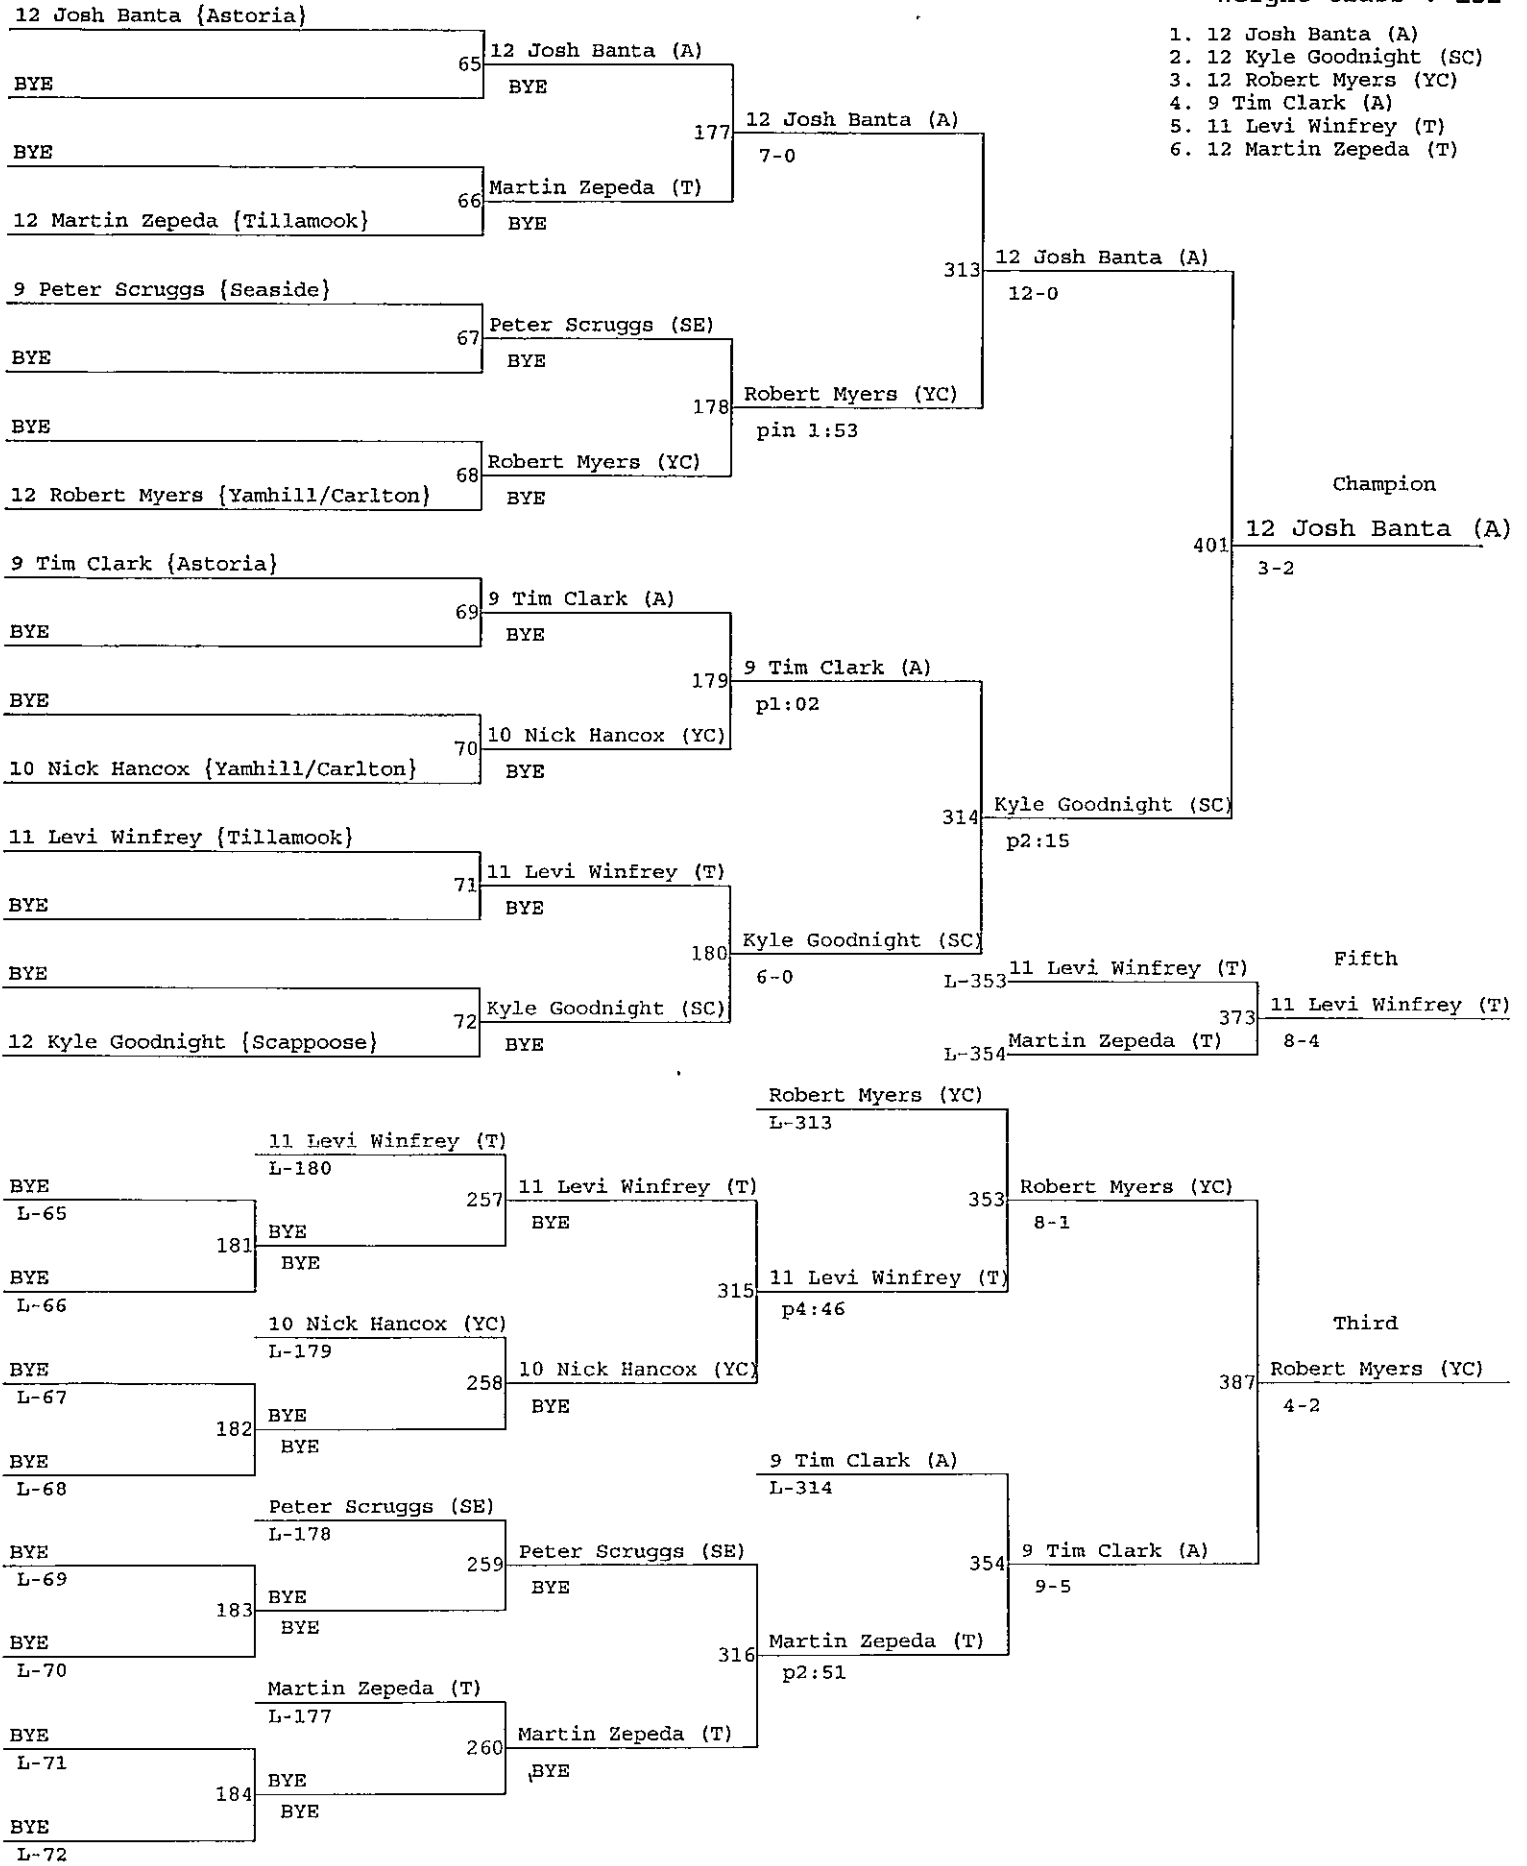 12 Josh Banta {Astoria}
65
12 Josh Banta (A)
BYE
BYE
177
12 Josh Banta (A)
7-0
BYE
66
Martin Zepeda (T)
BYE
12 Martin Zepeda {Tillamook}
1. 12 Josh Banta (A)
2. 12 Kyle Goodnight (SC)
3. 12 Robert Myers (YC)
4. 9 Tim Clark (A)
5. 11 Levi Winfrey (T)
6. 12 Martin Zepeda (T)
313
12 Josh Banta (A)
12-0
9 Peter Scruggs {Seaside}
67
Peter Scruggs (SE)
BYE
BYE
178
Robert Myers (YC)
pin 1:53
BYE
68
Robert Myers (YC)
BYE
12 Robert Myers {Yamhill/Carlton}
Champion
401
12 Josh Banta (A)
3-2
9 Tim Clark {Astoria}
69
9 Tim Clark (A)
BYE
BYE
179
9 Tim Clark (A)
p1:02
BYE
70
10 Nick Hancox (YC)
BYE
10 Nick Hancox {Yamhill/Carlton}
314
Kyle Goodnight (SC)
p2:15
11 Levi Winfrey {Tillamook}
71
11 Levi Winfrey (T)
BYE
BYE
180
Kyle Goodnight (SC)
6-0
BYE
72
Kyle Goodnight (SC)
BYE
12 Kyle Goodnight {Scappoose}
Fifth
L-353
11 Levi Winfrey (T)
373
11 Levi Winfrey (T)
8-4
L-354
Martin Zepeda (T)
Robert Myers (YC)
L-313
11 Levi Winfrey (T)
L-180
BYE
L-65
257
11 Levi Winfrey (T)
BYE
353
Robert Myers (YC)
8-1
181
BYE
BYE
BYE
L-66
315
11 Levi Winfrey (T)
p4:46
10 Nick Hancox (YC)
L-179
Third
BYE
L-67
258
10 Nick Hancox (YC)
BYE
387
Robert Myers (YC)
4-2
182
BYE
BYE
BYE
L-68
9 Tim Clark (A)
L-314
Peter Scruggs (SE)
L-178
BYE
L-69
259
Peter Scruggs (SE)
BYE
354
9 Tim Clark (A)
9-5
183
BYE
BYE
BYE
L-70
316
Martin Zepeda (T)
p2:51
Martin Zepeda (T)
L-177
BYE
L-71
260
Martin Zepeda (T)
BYE
184
BYE
BYE
BYE
L-72